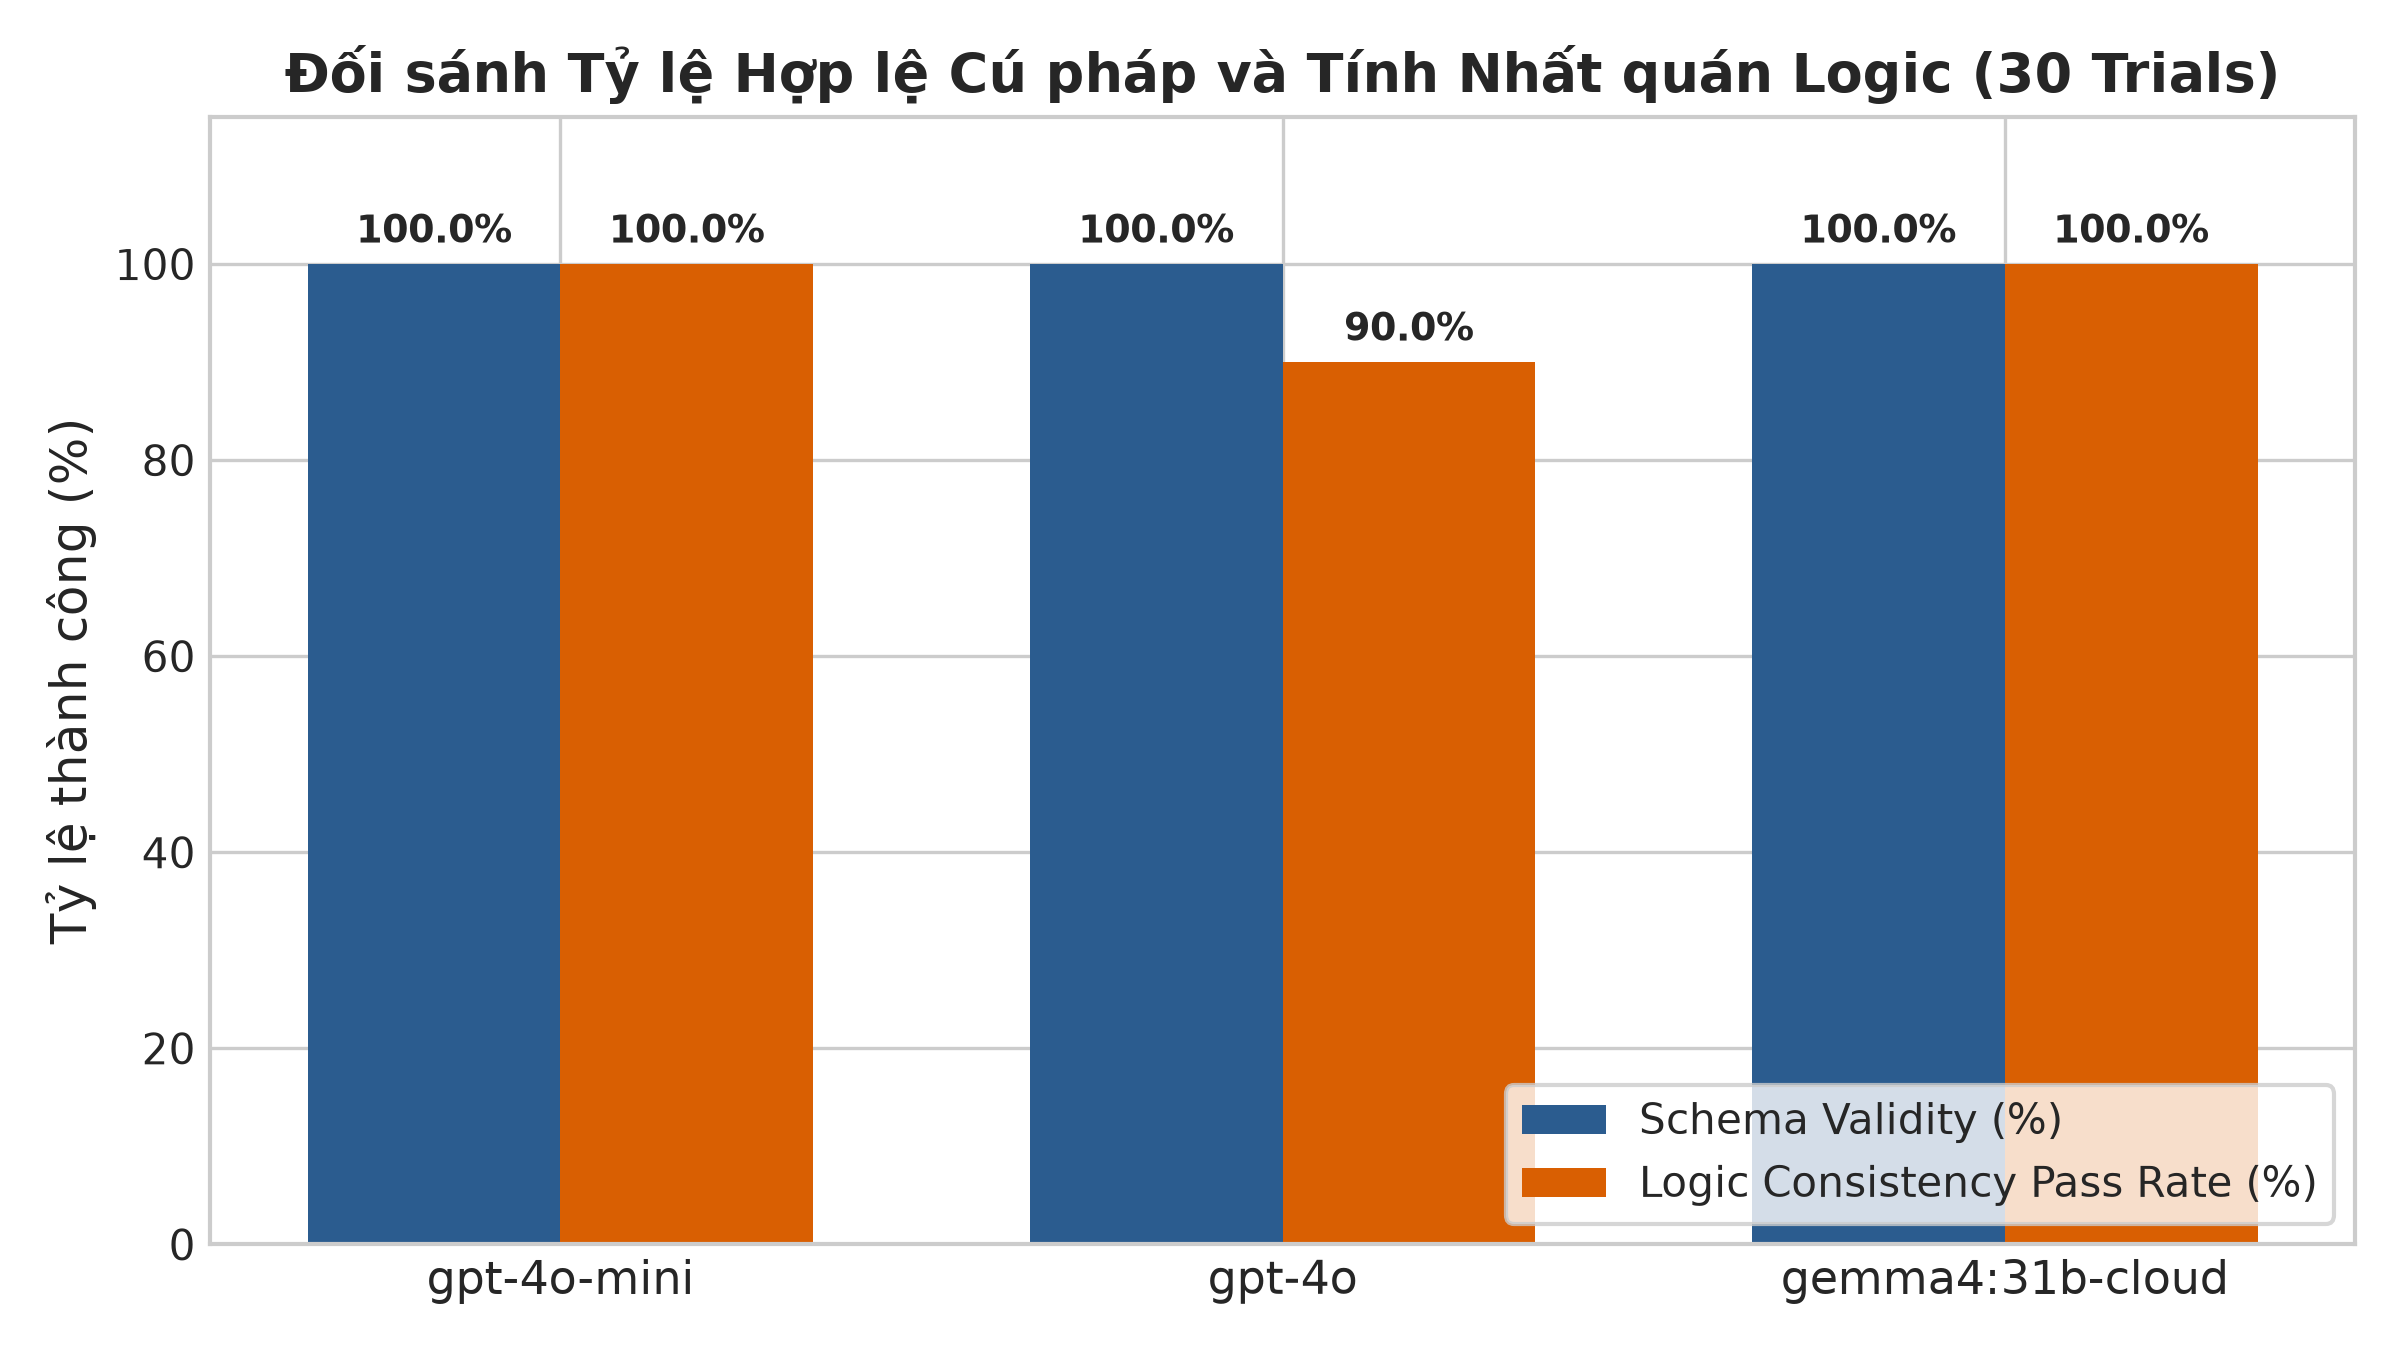 Đối sánh Tỷ lệ Hợp lệ Cú pháp và Tính Nhất quán Logic (30 Trials)
Tỷ lệ thành công (%)
100
80
60
40
20
0
100.0%
100.0%
100.0%
90.0%
100.0%
100.0%
Schema Validity (%)
Logic Consistency Pass Rate (%)
gpt-4o-mini
gpt-4o
gemma4:31b-cloud